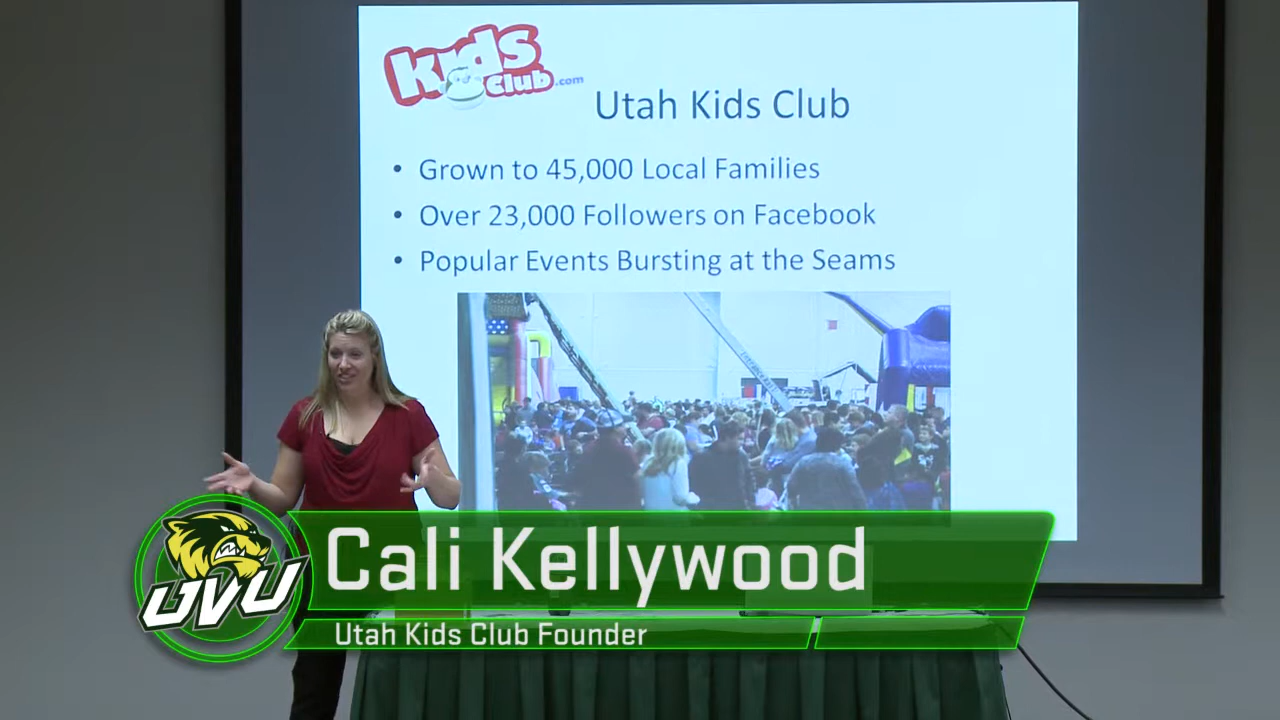 Kids
Club.com
Utah Kids Club
• Grown to 45,000 Local Families
• Over 23,000 Followers on Facebook
• Popular Events Bursting at the Seams
Cali Kellywood
UVU
Utah Kids Club Founder